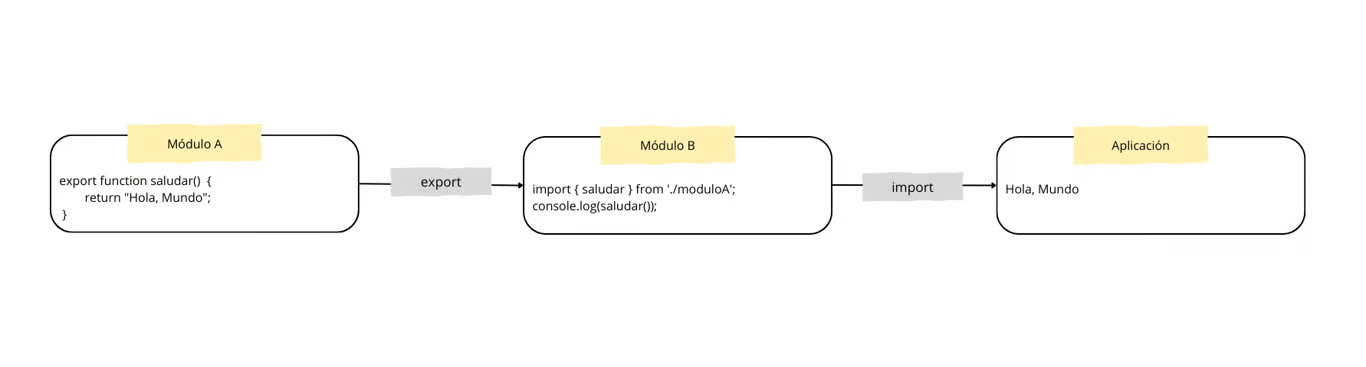 Módulo A
export function saludar()  {
return "Hola, Mundo";
}
export
Módulo B
import { saludar } from './moduloA';
console.log(saludar());
import
Aplicación
Hola, Mundo